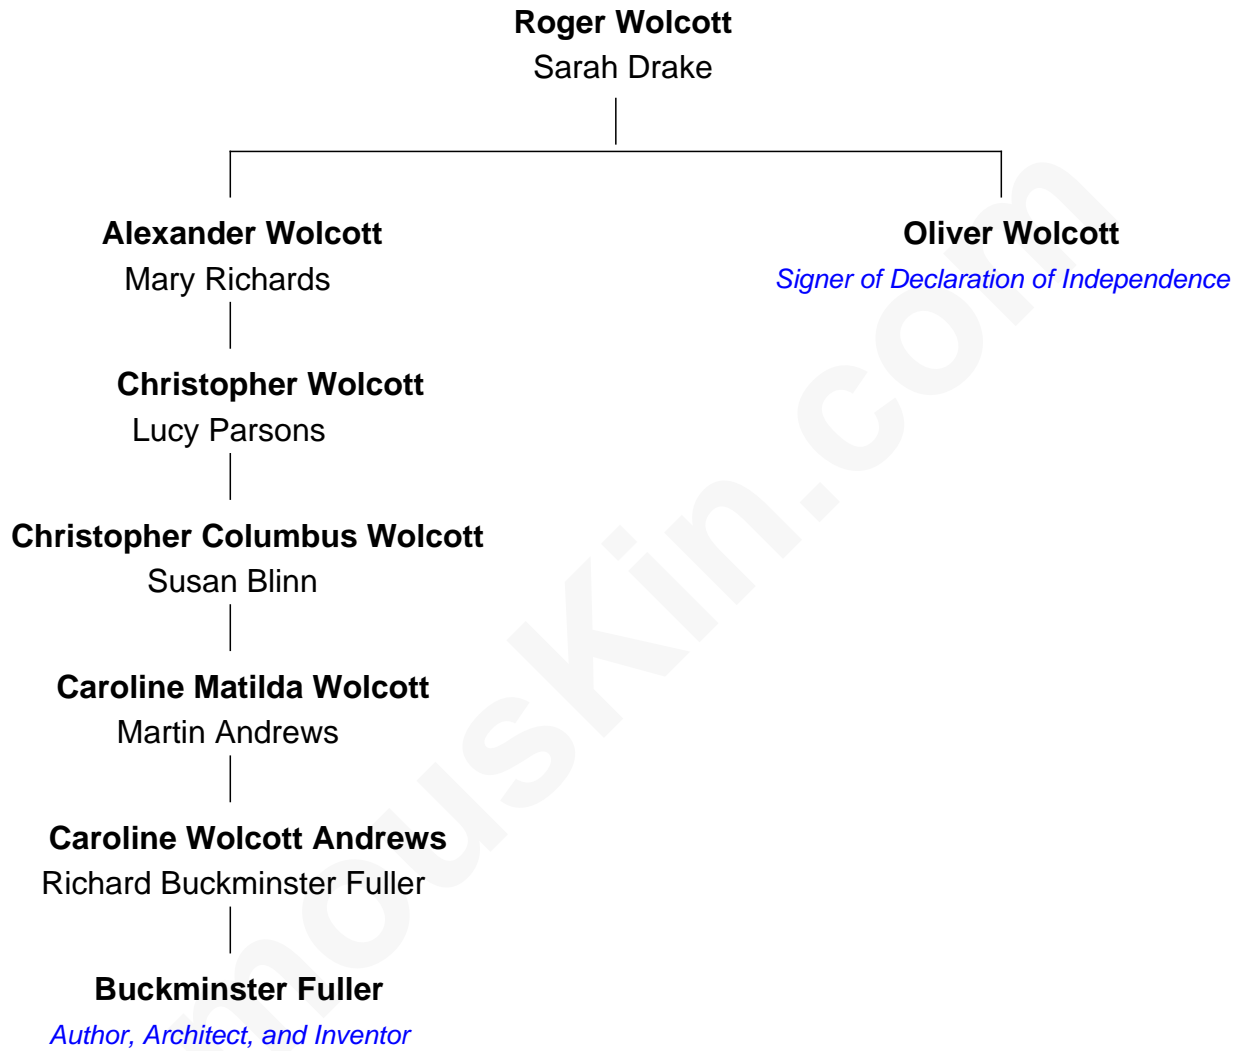 Roger Wolcott
Sarah Drake
Alexander Wolcott
Mary Richards
Oliver Wolcott
Signer of Declaration of Independence
Christopher Wolcott
Lucy Parsons
Christopher Columbus Wolcott
Susan Blinn
Caroline Matilda Wolcott
Martin Andrews
Caroline Wolcott Andrews
Richard Buckminster Fuller
Buckminster Fuller
Author, Architect, and Inventor
mousKin.com